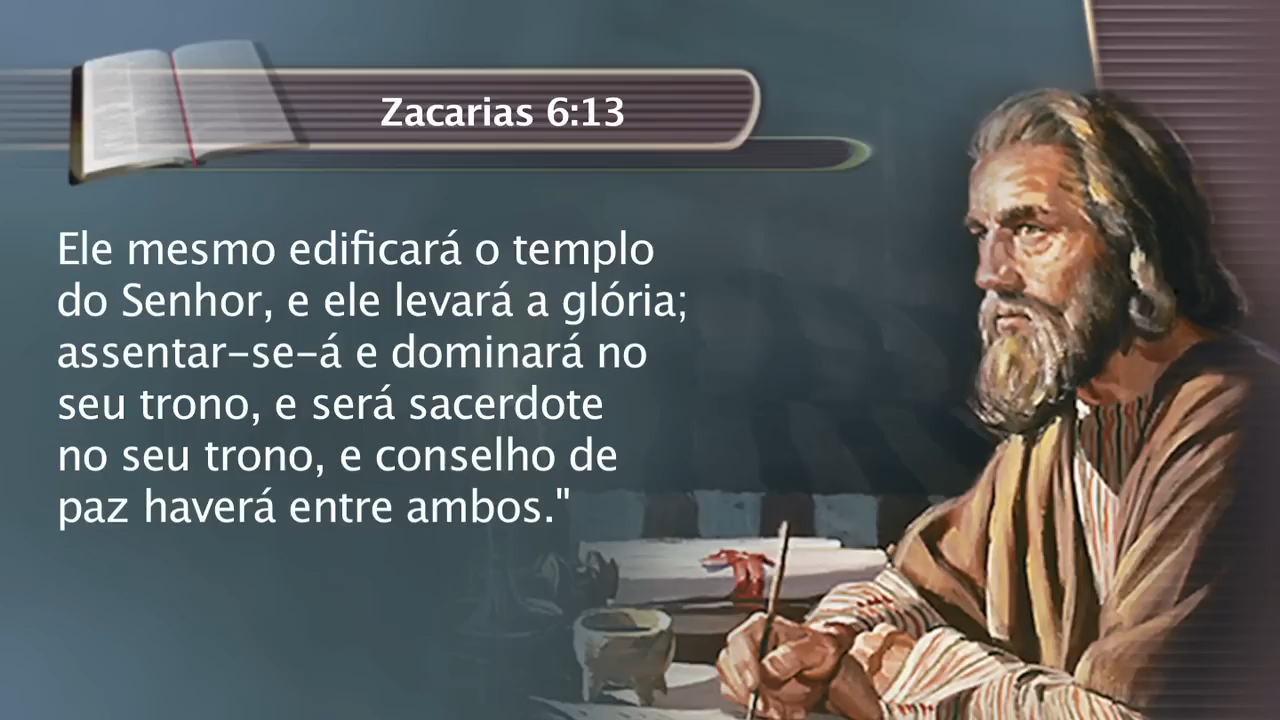 Zacarias 6:13
Ele mesmo edificará o templo
do Senhor, e ele levará a glória;
assentar-se-á e dominará no
seu trono, e será sacerdote
no seu trono, e conselho de
paz haverá entre ambos."